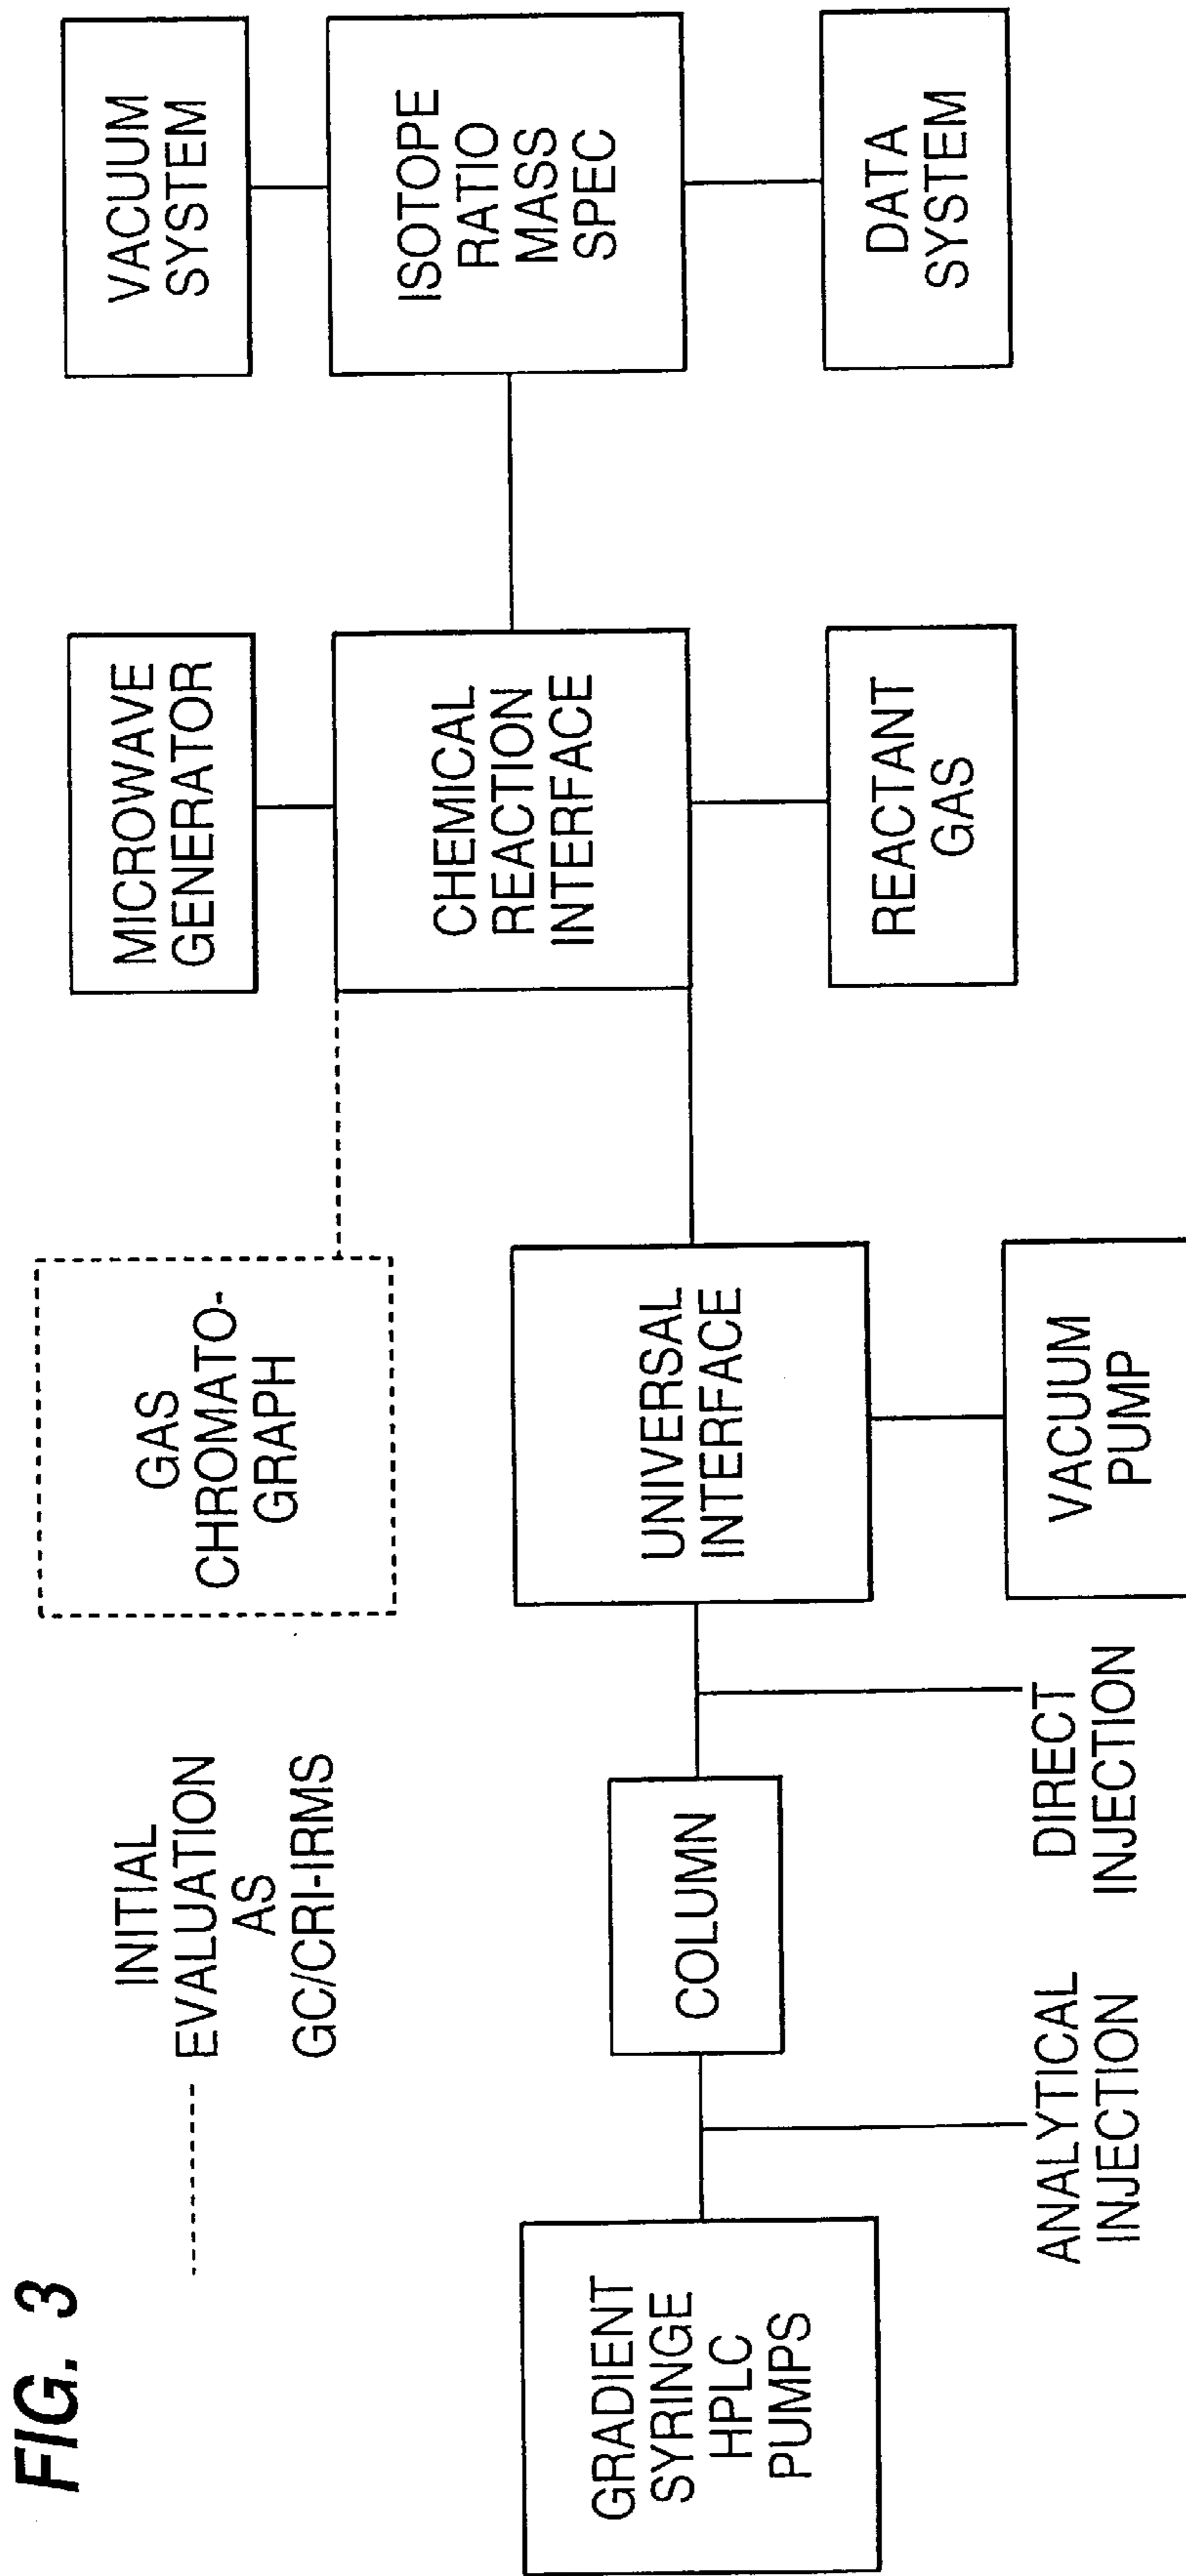 FIG. 3
INITIAL
EVALUATION
AS
GC/CRI-IRMS
GAS
CHROMATO-
GRAPH
MICROWAVE
GENERATOR
VACUUM
SYSTEM
GRADIENT
SYRINGE
HPLC
PUMPS
COLUMN
UNIVERSAL
INTERFACE
CHEMICAL
REACTION
INTERFACE
ISOTOPE
RATIO
MASS
SPEC
ANALYTICAL
INJECTION
DIRECT
INJECTION
VACUUM
PUMP
REACTANT
GAS
DATA
SYSTEM